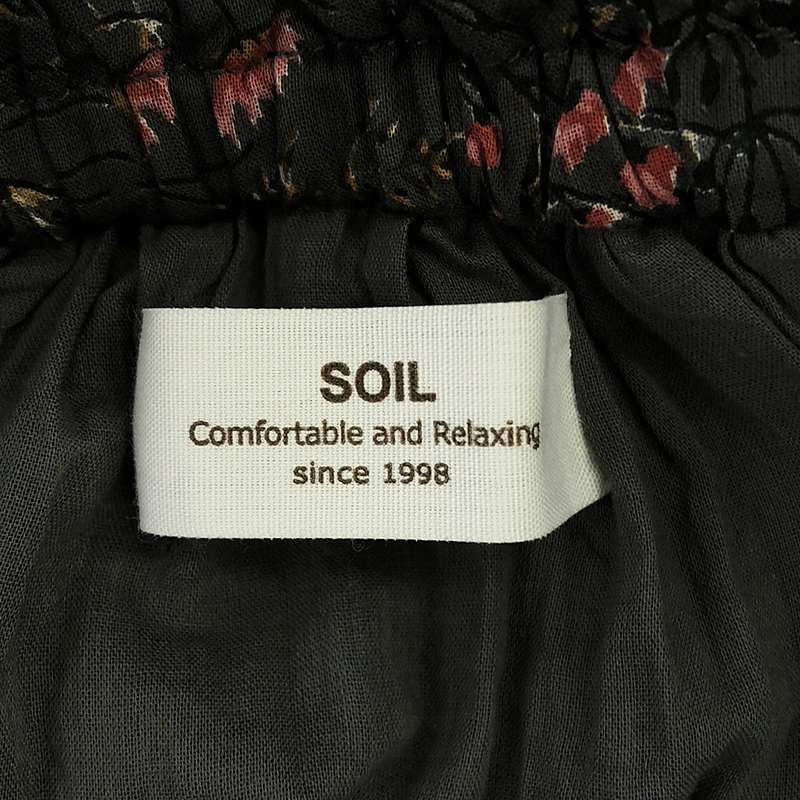 SOIL
Comfortable and Relaxing
since 1998